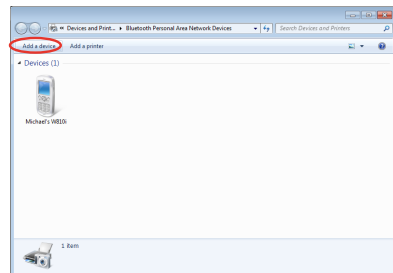 « Devices and Print... ▸ Bluetooth Personal Area Network Devices
Search Devices and Printers
Add a device Add a printer
Devices (1)
Michael's W810i
1 item